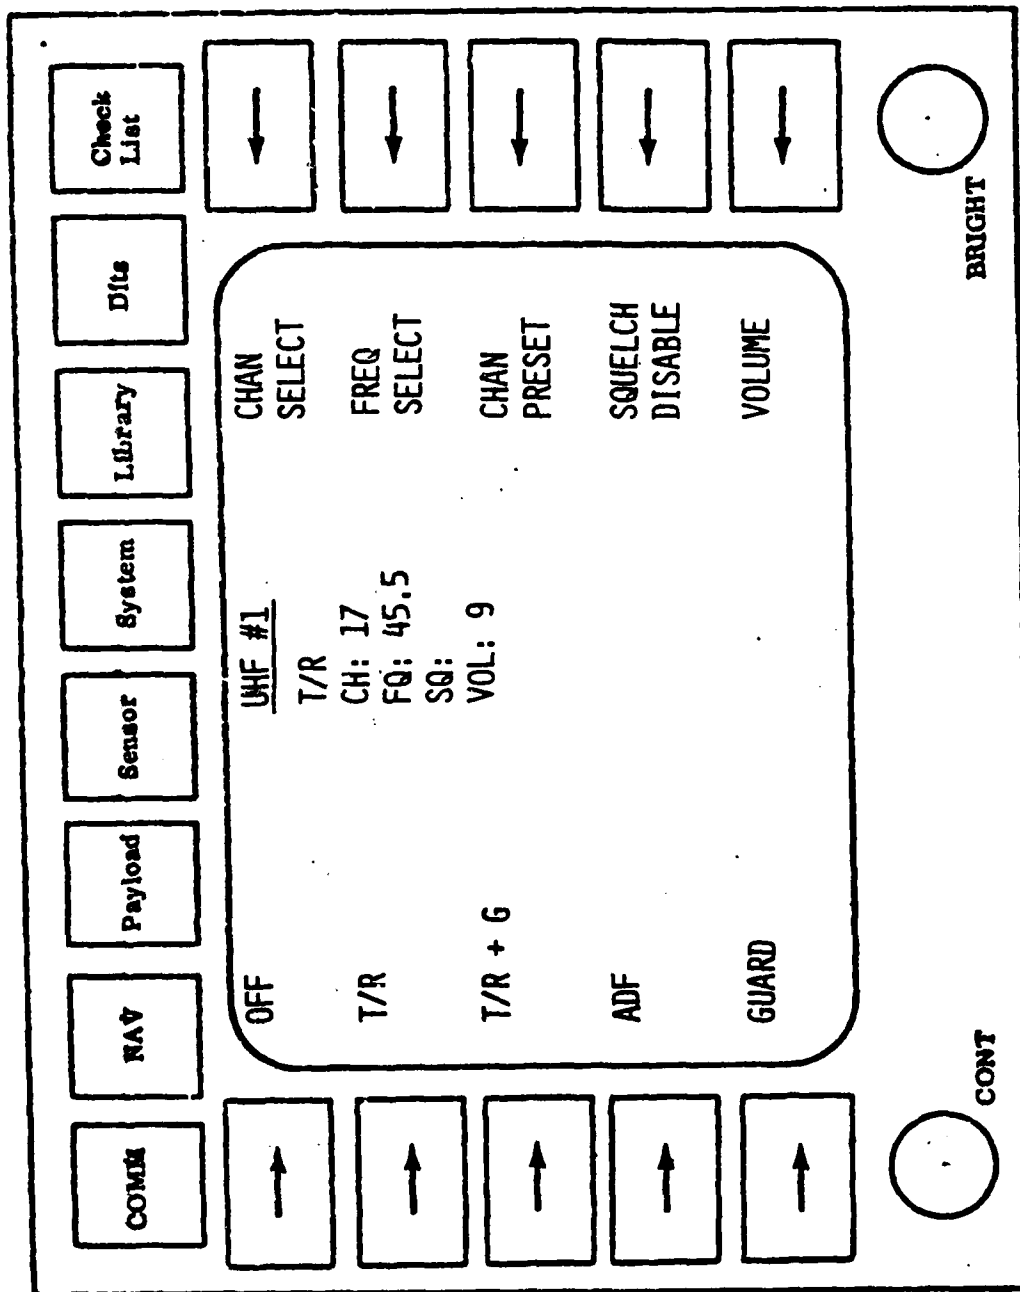 COMM
NAV
Payload
Sensor
System
Library
Dits
Check
List
OFF
T/R
T/R + G
ADF
GUARD
UHF #1
T/R
CH: 17
FQ: 45.5
SQ:
VOL: 9
CHAN
SELECT
FREQ
SELECT
CHAN
PRESET
SQUELCH
DISABLE
VOLUME
CONT
BRIGHT